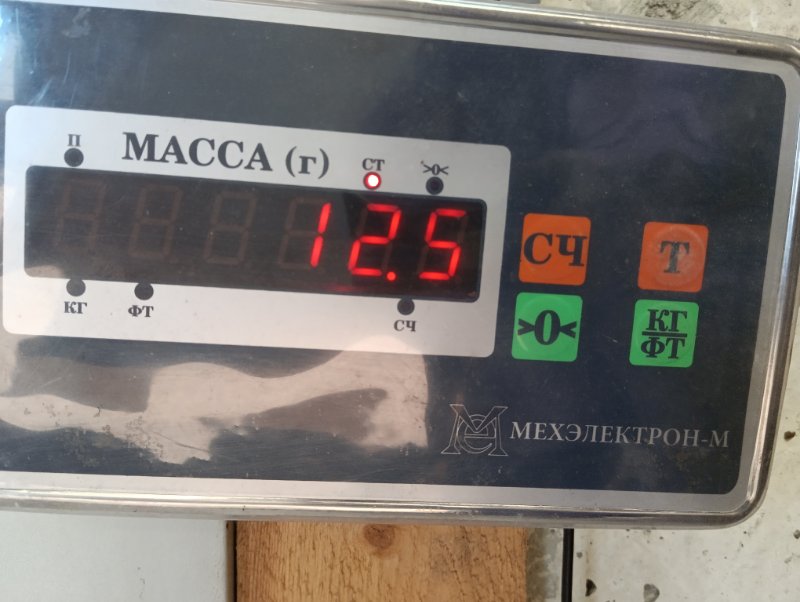 П
МАССА (г)
СТ
>0<
12.5
КГ
ФТ
СЧ
СЧ
Т
>0<
КГ
ФТ
МЕХЭЛЕКТРОН-М